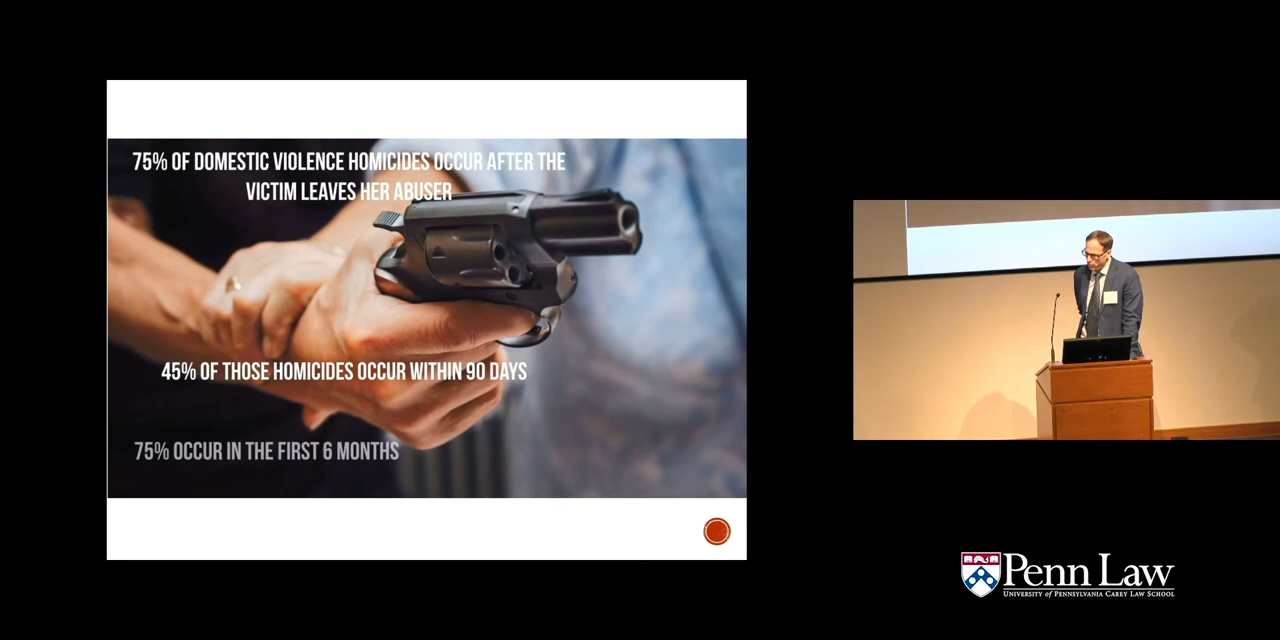 75% OF DOMESTIC VIOLENCE HOMICIDES OCCUR AFTER THE
VICTIM LEAVES HER ABUSER
45% OF THOSE HOMICIDES OCCUR WITHIN 90 DAYS
75% OCCUR IN THE FIRST 6 MONTHS
Penn Law
UNIVERSITY of PENNSYLVANIA CAREY LAW SCHOOL